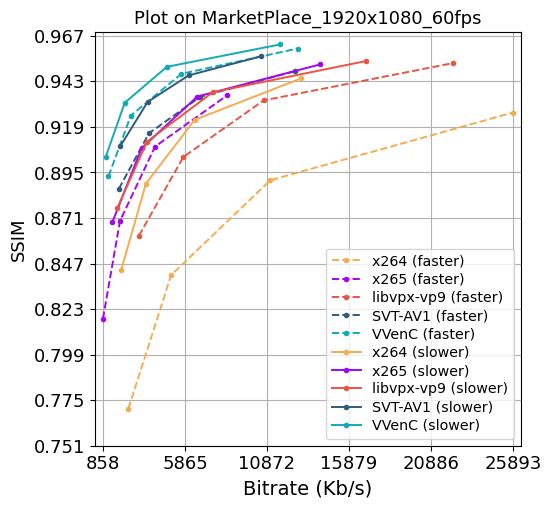 Plot on MarketPlace_1920x1080_60fps
0.967
0.943
0.919
0.895
0.871
0.847
0.823
0.799
0.775
0.751
SSIM
x264 (faster)
x265 (faster)
libvpx-vp9 (faster)
SVT-AV1 (faster)
VVenC (faster)
x264 (slower)
x265 (slower)
libvpx-vp9 (slower)
SVT-AV1 (slower)
VVenC (slower)
858 5865 10872 15879 20886 25893
Bitrate (Kb/s)